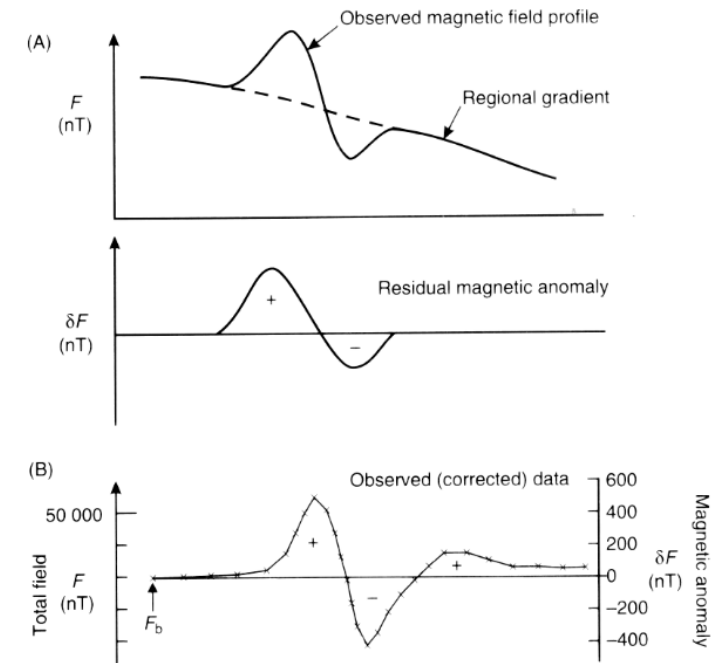 (A)
Observed magnetic field profile
F
(nT)
Regional gradient
Residual magnetic anomaly
+
δF
(nT)
−
(B)
Observed (corrected) data
600
50 000
400
+
200
+
δF
Total field
F
(nT)
0
(nT)
Magnetic anomaly
−
−200
Fb
−400